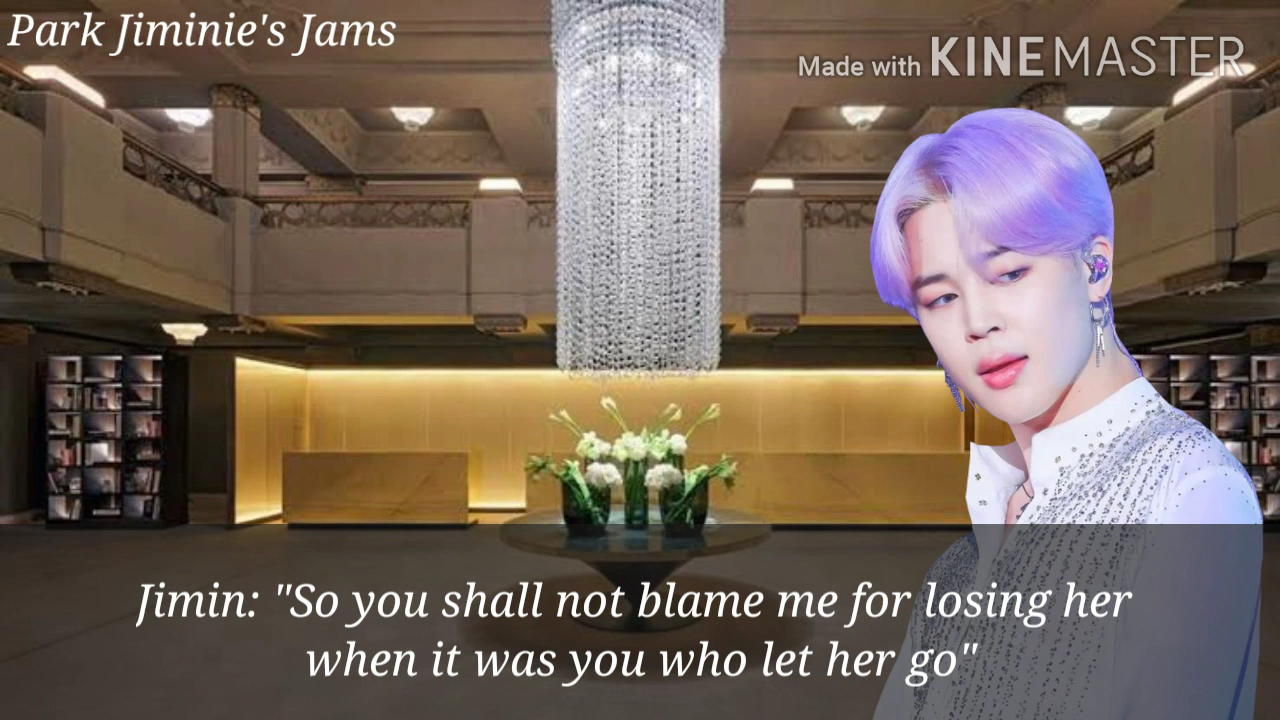 Park Jiminie's Jams
Made with KINEMASTER
Jimin: "So you shall not blame me for losing her
when it was you who let her go"